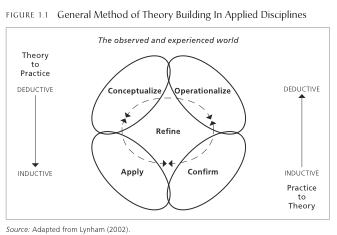 FIGURE 1.1 General Method of Theory Building In Applied Disciplines
The observed and experienced world
Theory
to
Practice
DEDUCTIVE
INDUCTIVE
Conceptualize
Operationalize
Refine
Apply
Confirm
DEDUCTIVE
INDUCTIVE
Practice
to
Theory
Source: Adapted from Lynham (2002).